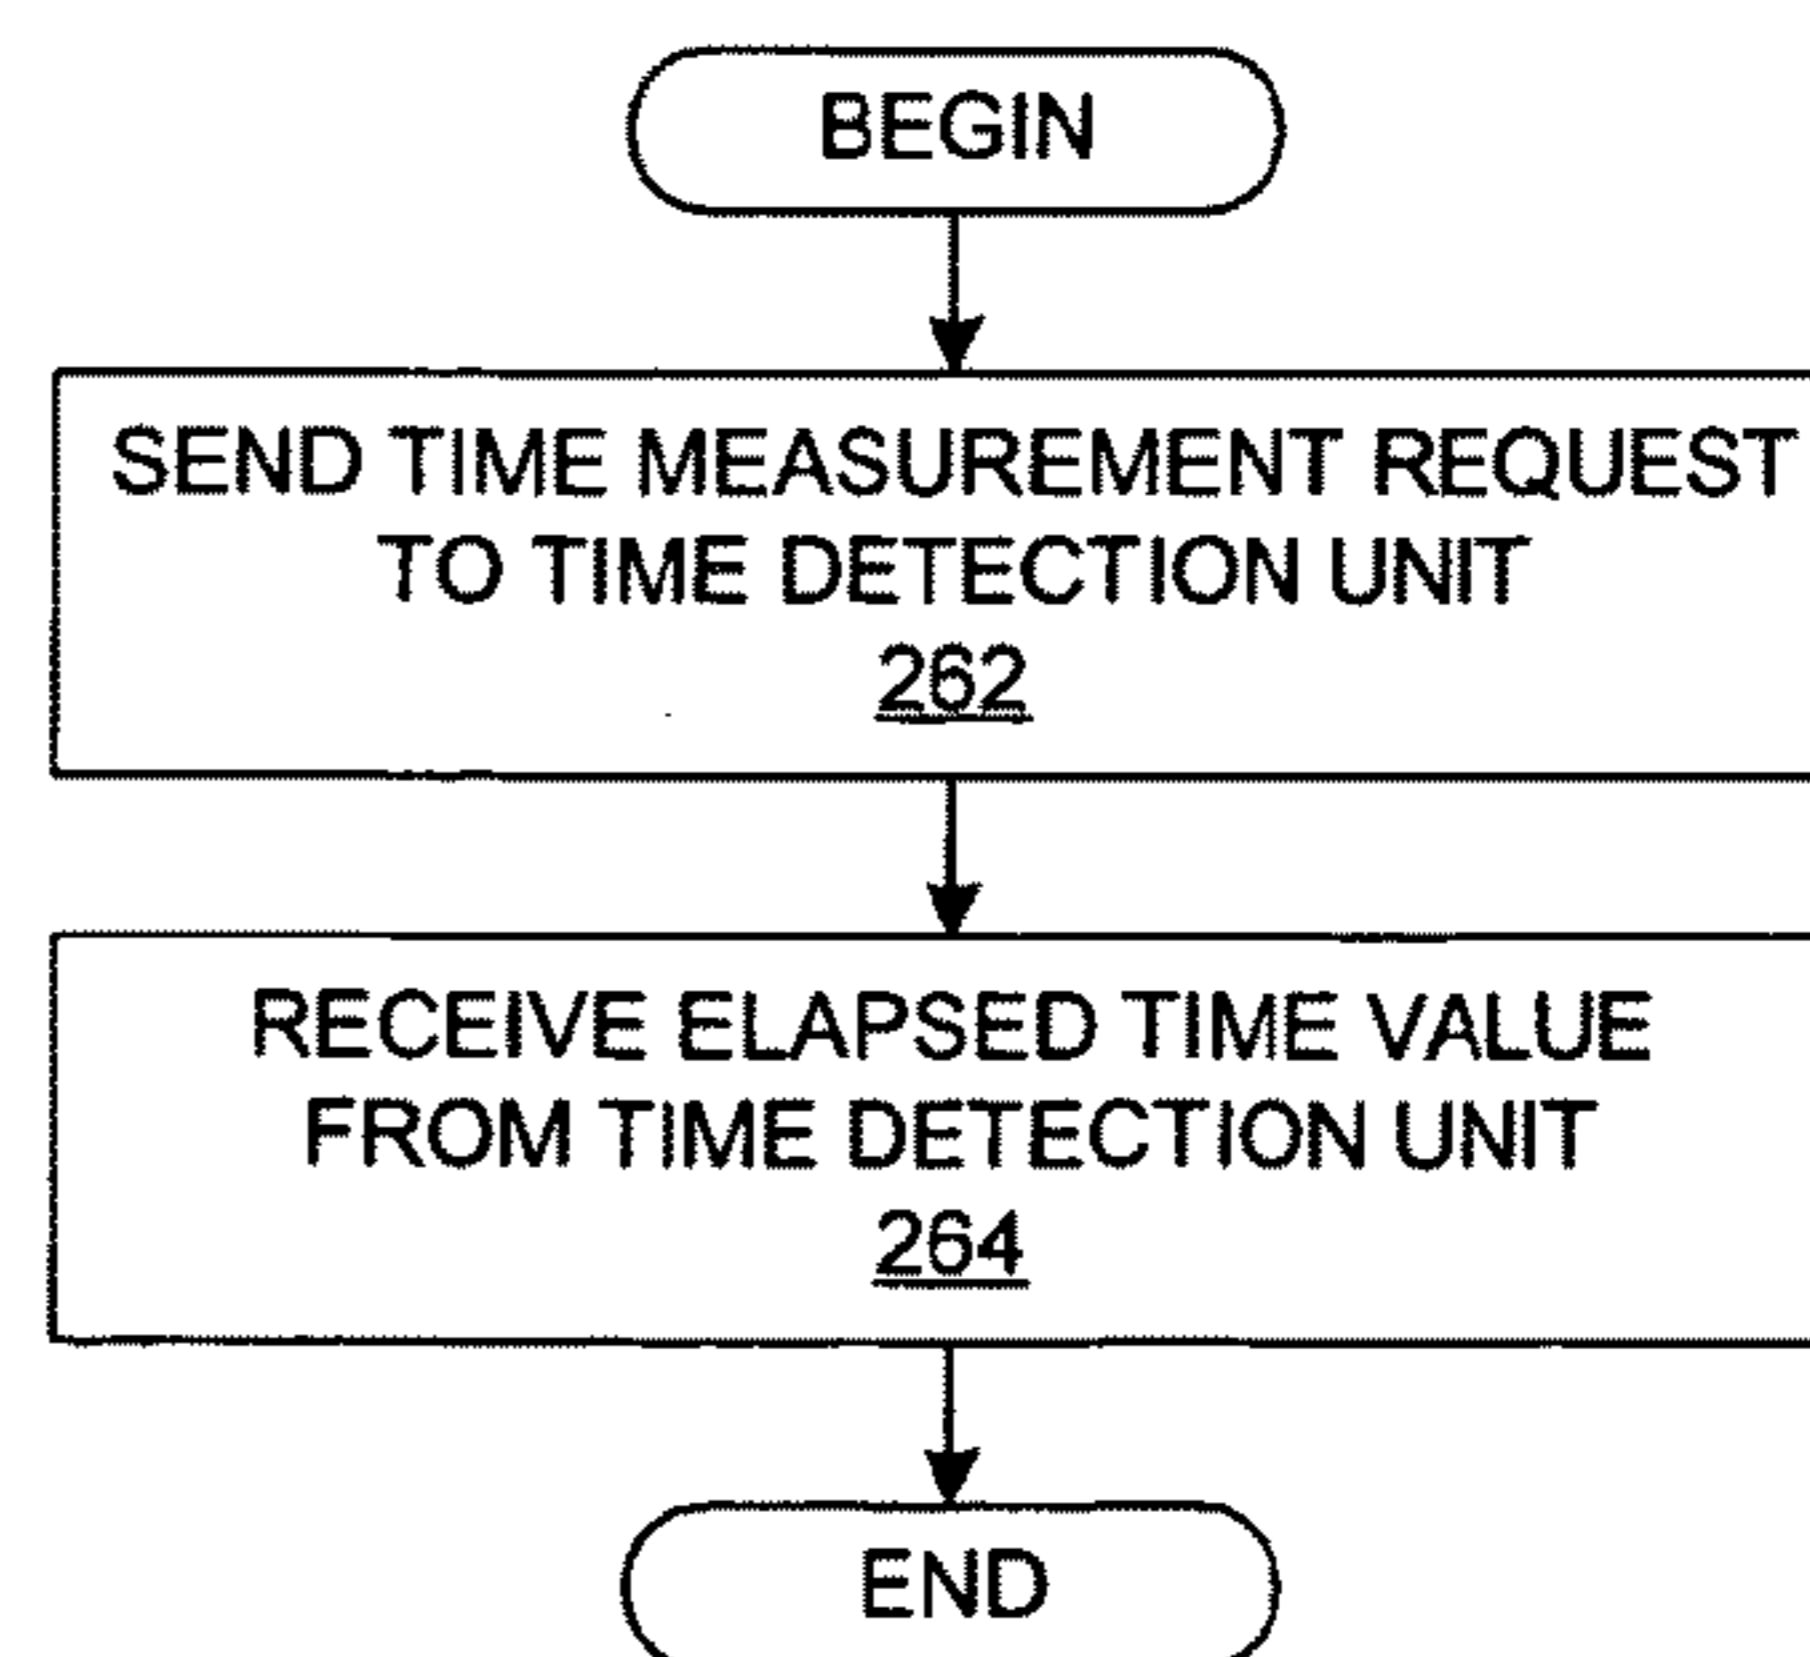 BEGIN
SEND TIME MEASUREMENT REQUEST
TO TIME DETECTION UNIT
262
RECEIVE ELAPSED TIME VALUE
FROM TIME DETECTION UNIT
264
END